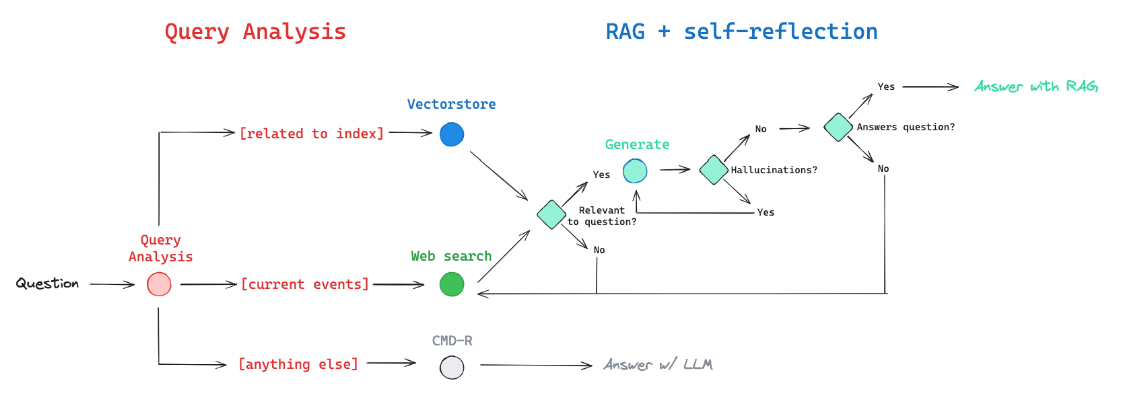 Query Analysis
RAG + self-reflection
Vectorstore
[related to index]
Yes
Answer with RAG
Answers question?
No
No
Generate
Hallucinations?
Yes
Yes
Relevant
to question?
No
Query
Analysis
Question
[current events]
Web search
CMD-R
[anything else]
Answer w/ LLM